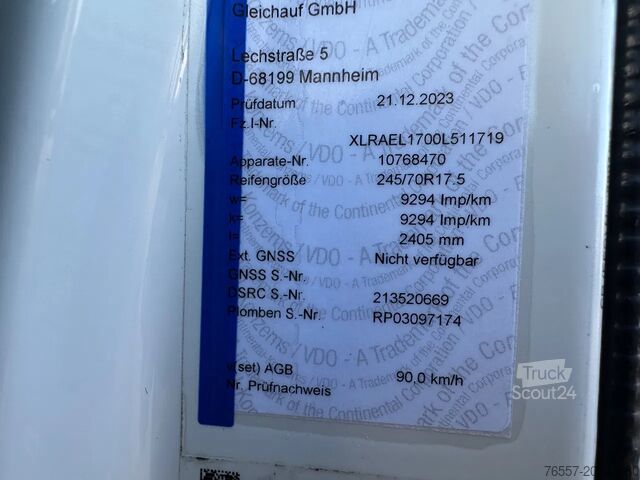 Gleichauf GmbH
Lechstraße 5
D-68199 Mannheim
Prüfdatum 21.12.2023
Fz.I-Nr.
XLRAEL1700L511719
Apparate-Nr. 10768470
Reifengröße 245/70R17.5
w= 9294 Imp/km
k= 9294 Imp/km
l= 2405 mm
Ext. GNSS Nicht verfügbar
GNSS S.-Nr.
DSRC S.-Nr. 213520669
Plomben S.-Nr. RP03097174
v(set) AGB 90,0 km/h
Nr. Prüfnachweis
Truck
Scout24